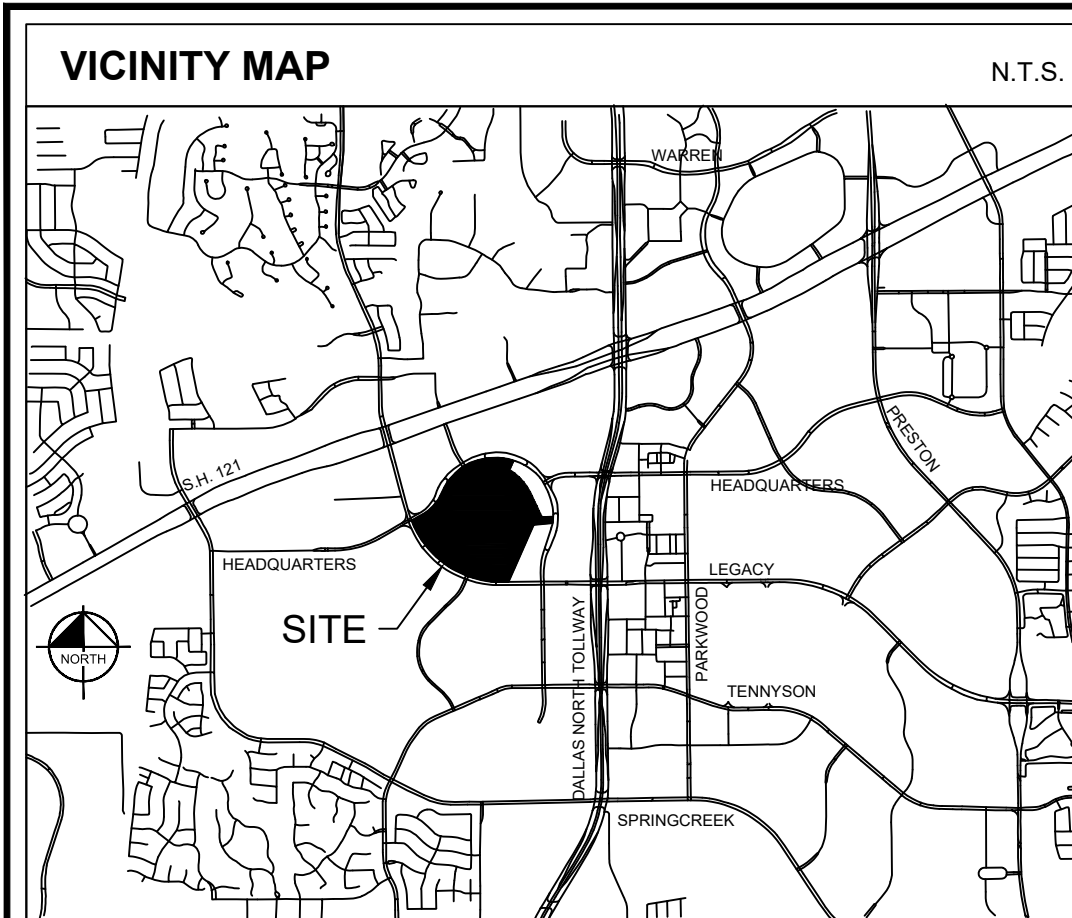 VICINITY MAP
N.T.S.
WARREN
PRESTON
S.H. 121
HEADQUARTERS
HEADQUARTERS
LEGACY
SITE
PARKWOOD
NORTH
DALLAS NORTH TOLLWAY
TENNYSON
SPRINGCREEK